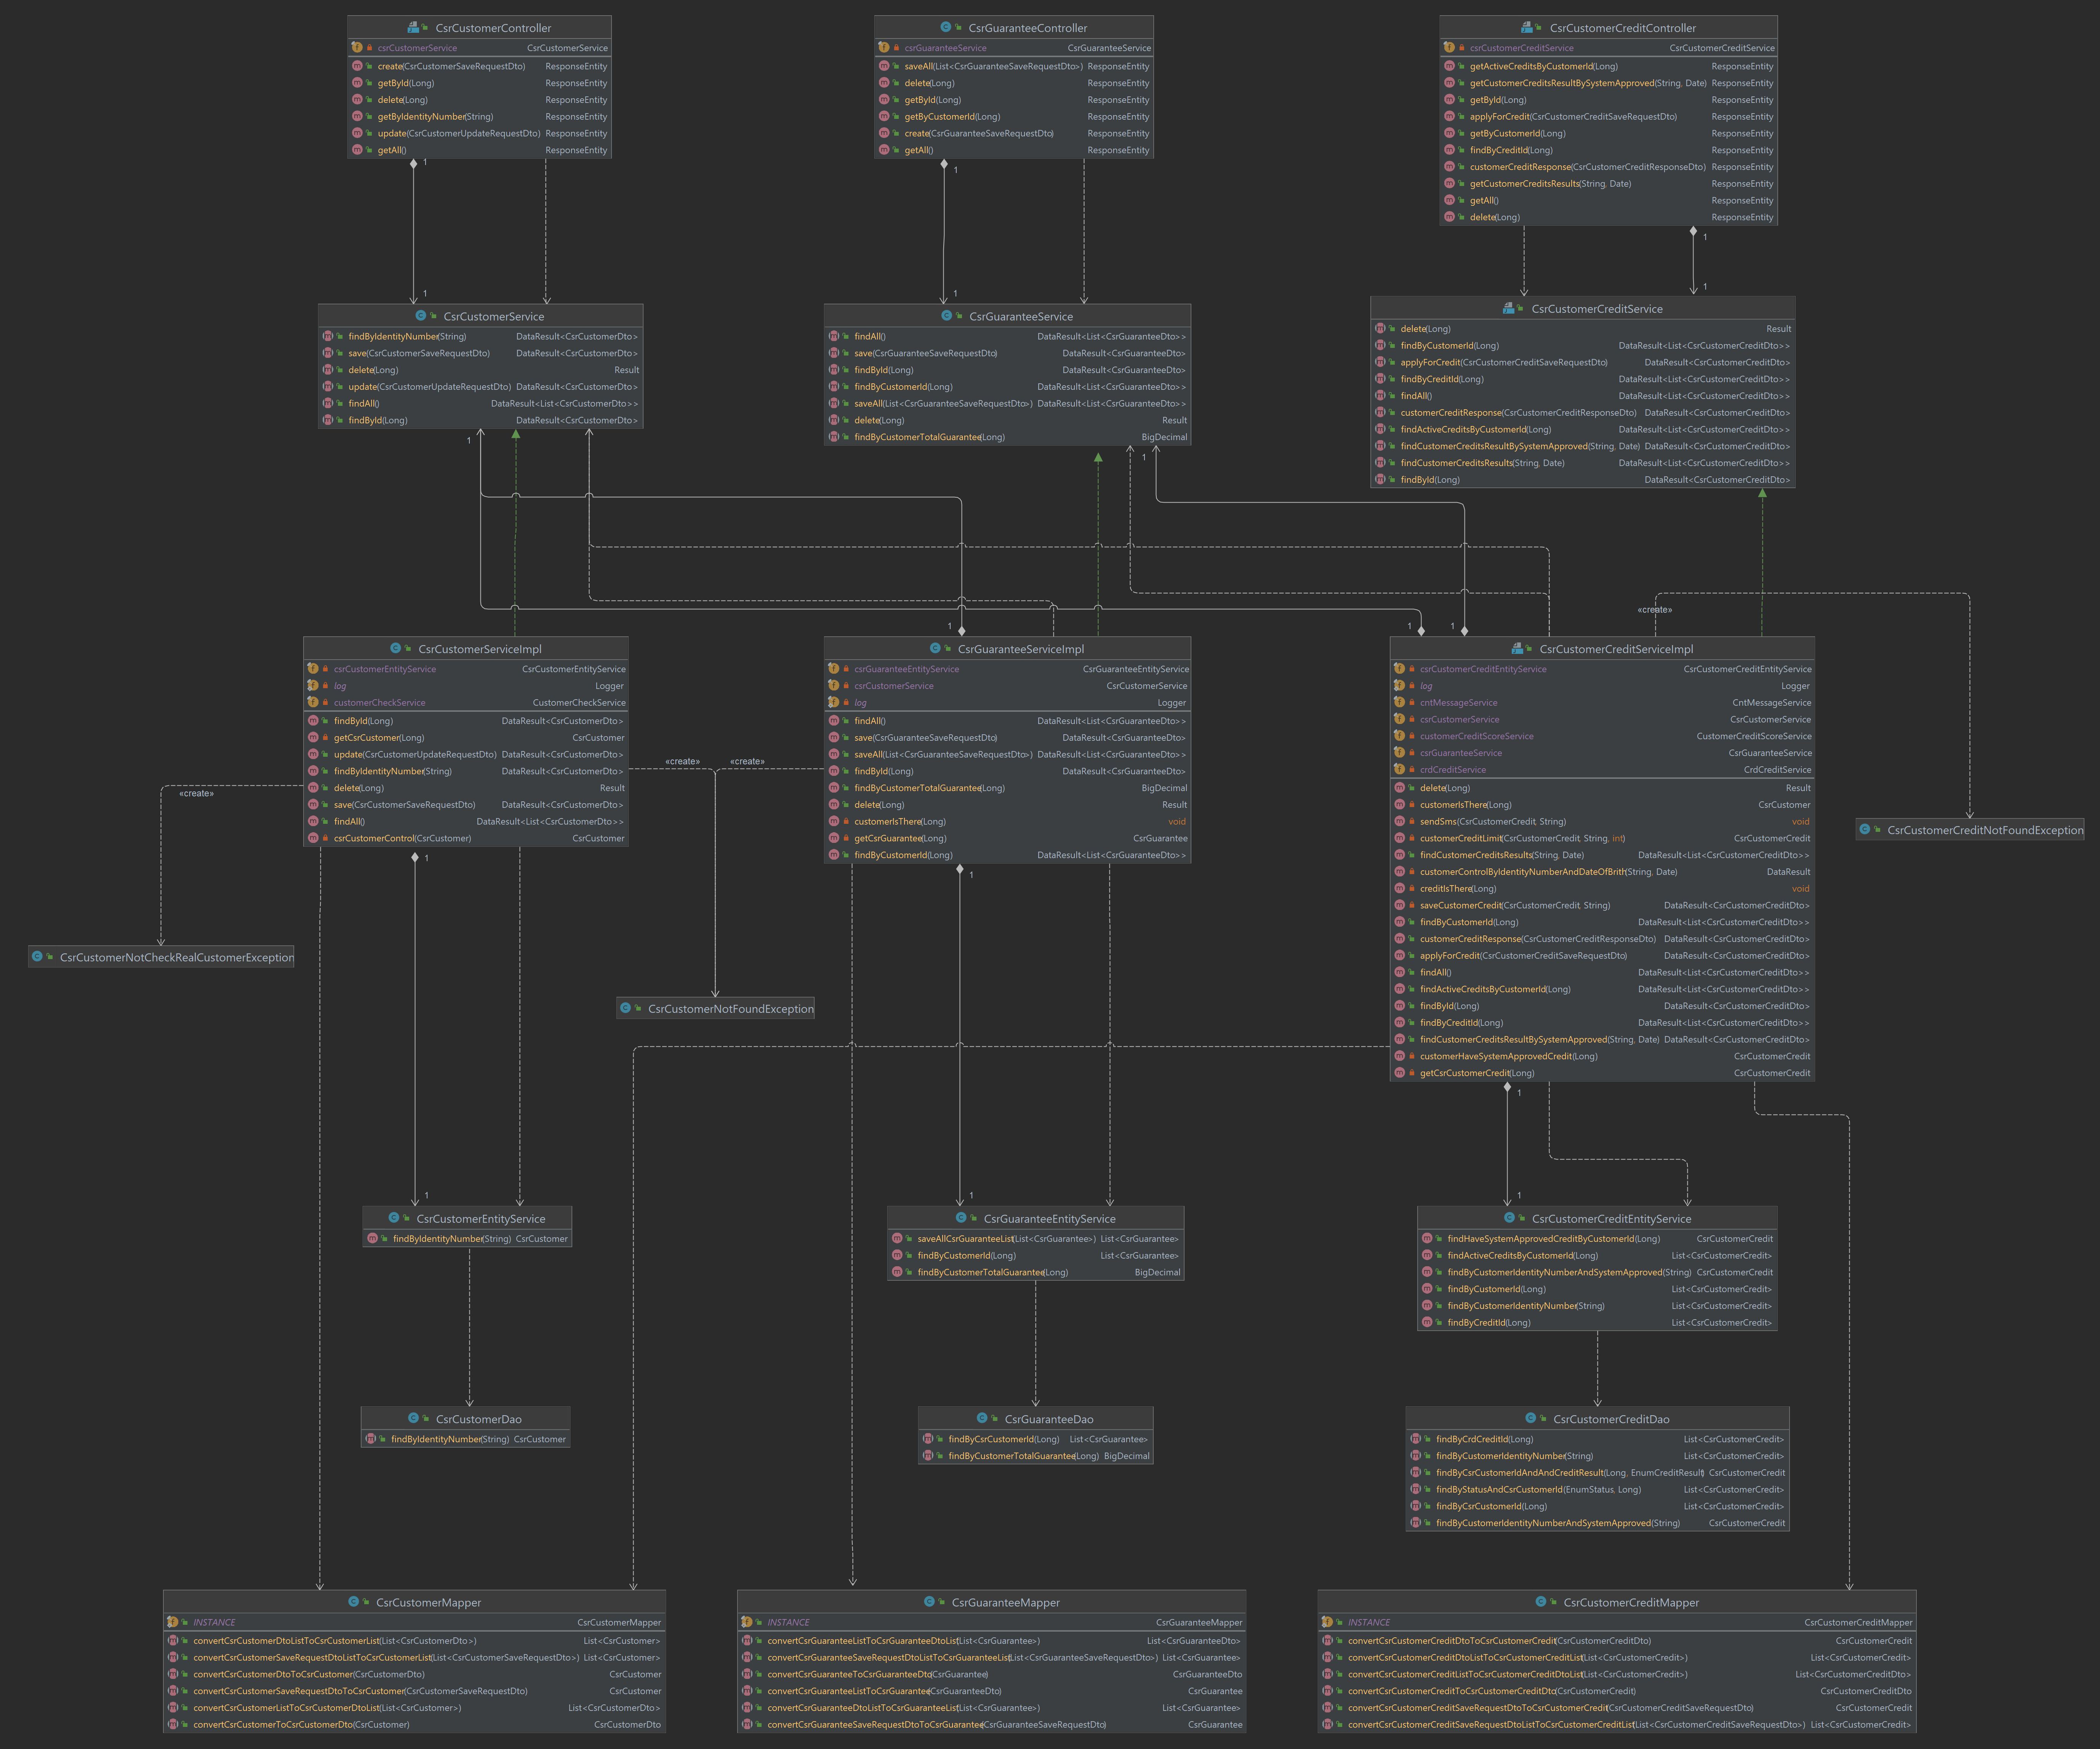 CsrCustomerController
csrCustomerService CsrCustomerService
create(CsrCustomerSaveRequestDto) ResponseEntity
getById(Long) ResponseEntity
delete(Long) ResponseEntity
getByIdentityNumber(String) ResponseEntity
update(CsrCustomerUpdateRequestDto) ResponseEntity
getAll() ResponseEntity
CsrGuaranteeController
csrGuaranteeService CsrGuaranteeService
saveAll(List<CsrGuaranteeSaveRequestDto>) ResponseEntity
delete(Long) ResponseEntity
getById(Long) ResponseEntity
getByCustomerId(Long) ResponseEntity
create(CsrGuaranteeSaveRequestDto) ResponseEntity
getAll() ResponseEntity
CsrCustomerCreditController
csrCustomerCreditService CsrCustomerCreditService
getActiveCreditsByCustomerId(Long) ResponseEntity
getCustomerCreditsResultBySystemApproved(String, Date) ResponseEntity
getById(Long) ResponseEntity
applyForCredit(CsrCustomerCreditSaveRequestDto) ResponseEntity
getByCustomerId(Long) ResponseEntity
findByCreditId(Long) ResponseEntity
customerCreditResponse(CsrCustomerCreditResponseDto) ResponseEntity
getCustomerCreditsResults(String, Date) ResponseEntity
getAll() ResponseEntity
delete(Long) ResponseEntity
1
1
1
1
1
1
CsrCustomerService
findByIdentityNumber(String) DataResult<CsrCustomerDto>
save(CsrCustomerSaveRequestDto) DataResult<CsrCustomerDto>
delete(Long) Result
update(CsrCustomerUpdateRequestDto) DataResult<CsrCustomerDto>
findAll() DataResult<List<CsrCustomerDto>>
findById(Long) DataResult<CsrCustomerDto>
CsrGuaranteeService
findAll() DataResult<List<CsrGuaranteeDto>>
save(CsrGuaranteeSaveRequestDto) DataResult<CsrGuaranteeDto>
findById(Long) DataResult<CsrGuaranteeDto>
findByCustomerId(Long) DataResult<List<CsrGuaranteeDto>>
saveAll(List<CsrGuaranteeSaveRequestDto>) DataResult<List<CsrGuaranteeDto>>
delete(Long) Result
findByCustomerTotalGuarantee(Long) BigDecimal
CsrCustomerCreditService
delete(Long) Result
findByCustomerId(Long) DataResult<List<CsrCustomerCreditDto>>
applyForCredit(CsrCustomerCreditSaveRequestDto) DataResult<CsrCustomerCreditDto>
findByCreditId(Long) DataResult<List<CsrCustomerCreditDto>>
findAll() DataResult<List<CsrCustomerCreditDto>>
customerCreditResponse(CsrCustomerCreditResponseDto) DataResult<CsrCustomerCreditDto>
findActiveCreditsByCustomerId(Long) DataResult<List<CsrCustomerCreditDto>>
findCustomerCreditsResultBySystemApproved(String, Date) DataResult<CsrCustomerCreditDto>
findCustomerCreditsResults(String, Date) DataResult<List<CsrCustomerCreditDto>>
findById(Long) DataResult<CsrCustomerCreditDto>
1
1
1
1
1
«create»
CsrCustomerServiceImpl
csrCustomerEntityService CsrCustomerEntityService
log Logger
customerCheckService CustomerCheckService
findById(Long) DataResult<CsrCustomerDto>
getCsrCustomer(Long) CsrCustomer
update(CsrCustomerUpdateRequestDto) DataResult<CsrCustomerDto>
findByIdentityNumber(String) DataResult<CsrCustomerDto>
delete(Long) Result
save(CsrCustomerSaveRequestDto) DataResult<CsrCustomerDto>
findAll() DataResult<List<CsrCustomerDto>>
csrCustomerControl(CsrCustomer) CsrCustomer
CsrGuaranteeServiceImpl
csrGuaranteeEntityService CsrGuaranteeEntityService
csrCustomerService CsrCustomerService
log Logger
findAll() DataResult<List<CsrGuaranteeDto>>
save(CsrGuaranteeSaveRequestDto) DataResult<CsrGuaranteeDto>
saveAll(List<CsrGuaranteeSaveRequestDto>) DataResult<List<CsrGuaranteeDto>>
findById(Long) DataResult<CsrGuaranteeDto>
findByCustomerTotalGuarantee(Long) BigDecimal
delete(Long) Result
customerIsThere(Long) void
getCsrGuarantee(Long) CsrGuarantee
findByCustomerId(Long) DataResult<List<CsrGuaranteeDto>>
CsrCustomerCreditServiceImpl
csrCustomerCreditEntityService CsrCustomerCreditEntityService
log Logger
cntMessageService CntMessageService
csrCustomerService CsrCustomerService
customerCreditScoreService CustomerCreditScoreService
csrGuaranteeService CsrGuaranteeService
crdCreditService CrdCreditService
delete(Long) Result
customerIsThere(Long) CsrCustomer
sendSms(CsrCustomerCredit, String) void
customerCreditLimit(CsrCustomerCredit, String, int) CsrCustomerCredit
findCustomerCreditsResults(String, Date) DataResult<List<CsrCustomerCreditDto>>
customerControlByIdentityNumberAndDateOfBrith(String, Date) DataResult
creditIsThere(Long) void
saveCustomerCredit(CsrCustomerCredit, String) DataResult<CsrCustomerCreditDto>
findByCustomerId(Long) DataResult<List<CsrCustomerCreditDto>>
customerCreditResponse(CsrCustomerCreditResponseDto) DataResult<CsrCustomerCreditDto>
applyForCredit(CsrCustomerCreditSaveRequestDto) DataResult<CsrCustomerCreditDto>
findAll() DataResult<List<CsrCustomerCreditDto>>
findActiveCreditsByCustomerId(Long) DataResult<List<CsrCustomerCreditDto>>
findById(Long) DataResult<CsrCustomerCreditDto>
findByCreditId(Long) DataResult<List<CsrCustomerCreditDto>>
findCustomerCreditsResultBySystemApproved(String, Date) DataResult<CsrCustomerCreditDto>
customerHaveSystemApprovedCredit(Long) CsrCustomerCredit
getCsrCustomerCredit(Long) CsrCustomerCredit
«create»
«create»
«create»
CsrCustomerCreditNotFoundException
CsrCustomerNotCheckRealCustomerException
CsrCustomerNotFoundException
1
1
1
1
1
1
CsrCustomerEntityService
findByIdentityNumber(String) CsrCustomer
CsrGuaranteeEntityService
saveAllCsrGuaranteeList(List<CsrGuarantee>) List<CsrGuarantee>
findByCustomerId(Long) List<CsrGuarantee>
findByCustomerTotalGuarantee(Long) BigDecimal
CsrCustomerCreditEntityService
findHaveSystemApprovedCreditByCustomerId(Long) CsrCustomerCredit
findActiveCreditsByCustomerId(Long) List<CsrCustomerCredit>
findByCustomerIdentityNumberAndSystemApproved(String) CsrCustomerCredit
findByCustomerId(Long) List<CsrCustomerCredit>
findByCustomerIdentityNumber(String) List<CsrCustomerCredit>
findByCreditId(Long) List<CsrCustomerCredit>
CsrCustomerDao
findByIdentityNumber(String) CsrCustomer
CsrGuaranteeDao
findByCsrCustomerId(Long) List<CsrGuarantee>
findByCustomerTotalGuarantee(Long) BigDecimal
CsrCustomerCreditDao
findByCrdCreditId(Long) List<CsrCustomerCredit>
findByCustomerIdentityNumber(String) List<CsrCustomerCredit>
findByCsrCustomerIdAndAndCreditResult(Long, EnumCreditResult) CsrCustomerCredit
findByStatusAndCsrCustomerId(EnumStatus, Long) List<CsrCustomerCredit>
findByCsrCustomerId(Long) List<CsrCustomerCredit>
findByCustomerIdentityNumberAndSystemApproved(String) CsrCustomerCredit
CsrCustomerMapper
INSTANCE CsrCustomerMapper
convertCsrCustomerDtoListToCsrCustomerList(List<CsrCustomerDto>) List<CsrCustomer>
convertCsrCustomerSaveRequestDtoListToCsrCustomerList(List<CsrCustomerSaveRequestDto>) List<CsrCustomer>
convertCsrCustomerDtoToCsrCustomer(CsrCustomerDto) CsrCustomer
convertCsrCustomerSaveRequestDtoToCsrCustomer(CsrCustomerSaveRequestDto) CsrCustomer
convertCsrCustomerListToCsrCustomerDtoList(List<CsrCustomer>) List<CsrCustomerDto>
convertCsrCustomerToCsrCustomerDto(CsrCustomer) CsrCustomerDto
CsrGuaranteeMapper
INSTANCE CsrGuaranteeMapper
convertCsrGuaranteeListToCsrGuaranteeDtoList(List<CsrGuarantee>) List<CsrGuaranteeDto>
convertCsrGuaranteeSaveRequestDtoListToCsrGuaranteeList(List<CsrGuaranteeSaveRequestDto>) List<CsrGuarantee>
convertCsrGuaranteeToCsrGuaranteeDto(CsrGuarantee) CsrGuaranteeDto
convertCsrGuaranteeListToCsrGuarantee(CsrGuaranteeDto) CsrGuarantee
convertCsrGuaranteeDtoListToCsrGuaranteeList(List<CsrGuarantee>) List<CsrGuarantee>
convertCsrGuaranteeSaveRequestDtoToCsrGuarantee(CsrGuaranteeSaveRequestDto) CsrGuarantee
CsrCustomerCreditMapper
INSTANCE CsrCustomerCreditMapper
convertCsrCustomerCreditDtoToCsrCustomerCredit(CsrCustomerCreditDto) CsrCustomerCredit
convertCsrCustomerCreditDtoListToCsrCustomerCreditList(List<CsrCustomerCredit>) List<CsrCustomerCredit>
convertCsrCustomerCreditListToCsrCustomerCreditDtoList(List<CsrCustomerCredit>) List<CsrCustomerCreditDto>
convertCsrCustomerCreditToCsrCustomerCreditDto(CsrCustomerCredit) CsrCustomerCreditDto
convertCsrCustomerCreditSaveRequestDtoToCsrCustomerCredit(CsrCustomerCreditSaveRequestDto) CsrCustomerCredit
convertCsrCustomerCreditSaveRequestDtoListToCsrCustomerCreditList(List<CsrCustomerCreditSaveRequestDto>) List<CsrCustomerCredit>